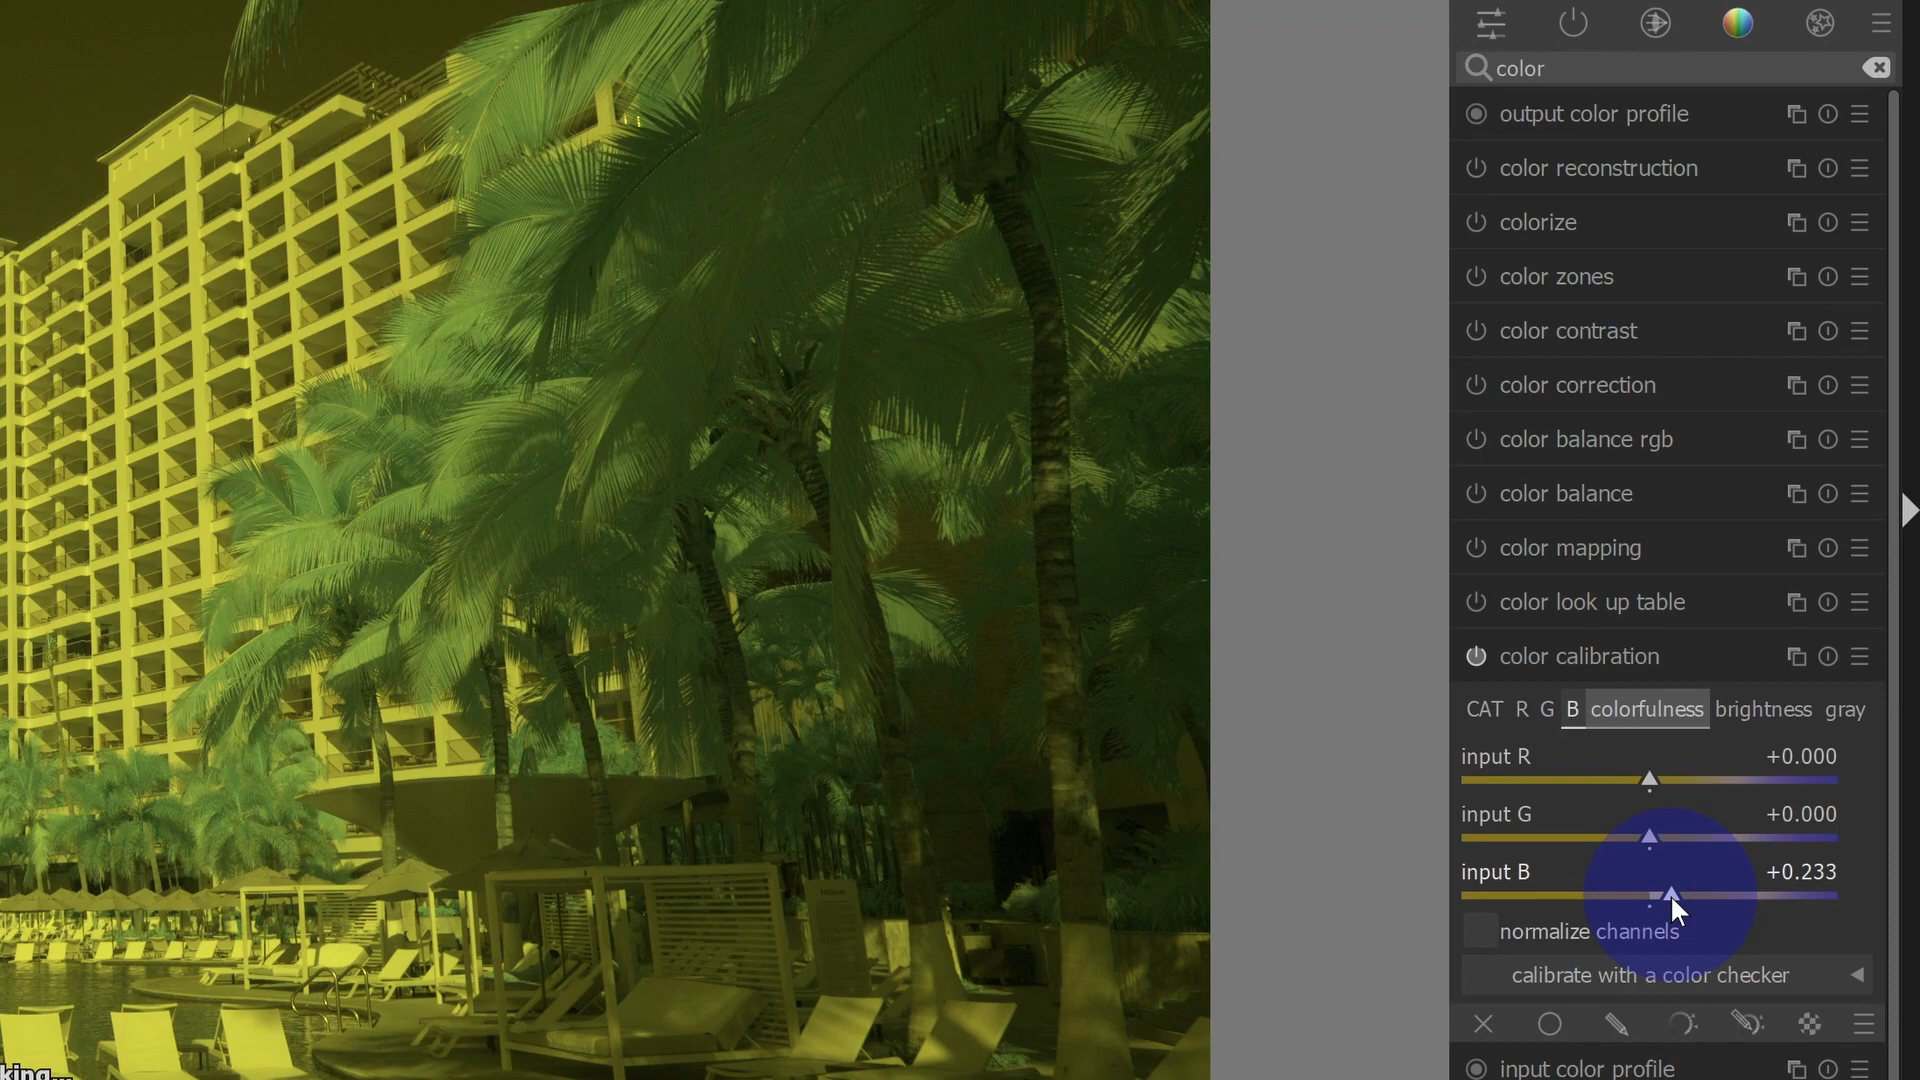 color
output color profile
color reconstruction
colorize
color zones
color contrast
color correction
color balance rgb
color balance
color mapping
color look up table
color calibration
CAT R G B colorfulness brightness gray
input R +0.000
input G +0.000
input B +0.233
normalize channels
calibrate with a color checker
input color profile
king...